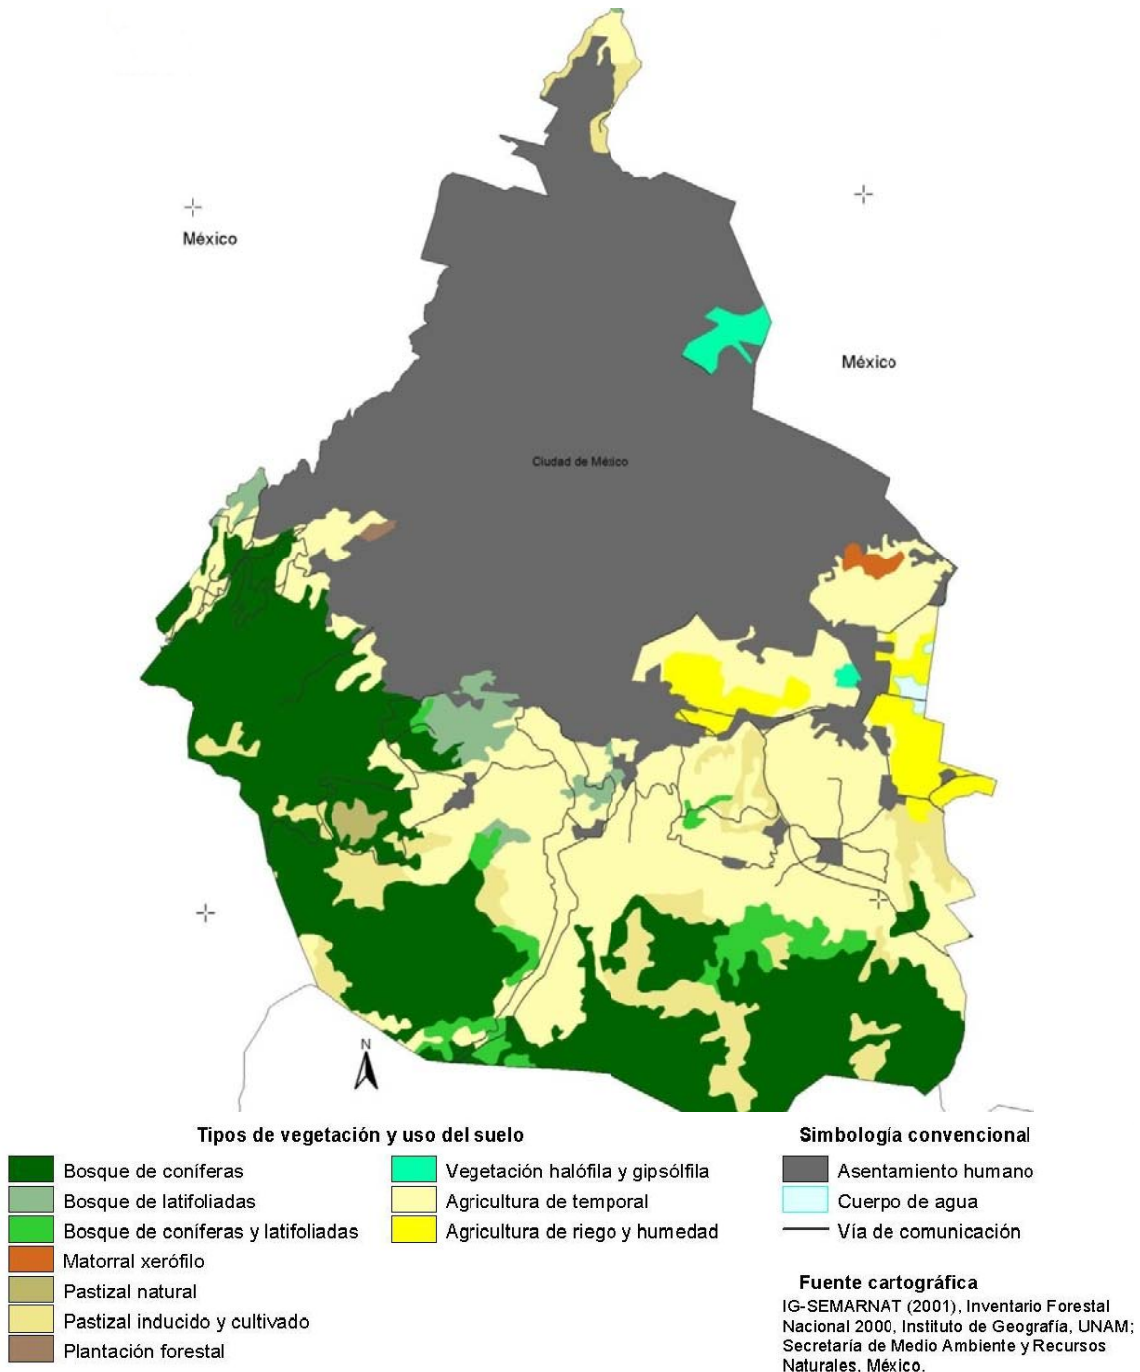 México
México
Ciudad de México
N
Tipos de vegetación y uso del suelo
Bosque de coníferas
Bosque de latifoliadas
Bosque de coníferas y latifoliadas
Matorral xerófilo
Pastizal natural
Pastizal inducido y cultivado
Plantación forestal
Vegetación halófila y gipsólfila
Agricultura de temporal
Agricultura de riego y humedad
Simbología convencional
Asentamiento humano
Cuerpo de agua
Vía de comunicación
Fuente cartográfica
IG-SEMARNAT (2001), Inventario Forestal
Nacional 2000, Instituto de Geografía, UNAM;
Secretaría de Medio Ambiente y Recursos
Naturales, México.